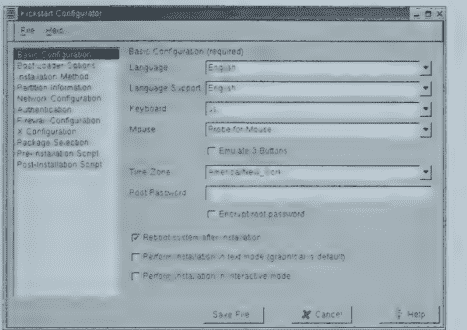 Kickstart Configurator
File Help
Basic Configuration
Boot Loader Options
Installation Method
Partition Information
Network Configuration
Authentication
Firewall Configuration
X Configuration
Package Selection
Pre-Installation Script
Post-Installation Script
Basic Configuration (required)
Language English
Language Support English
Keyboard
Mouse Probe for Mouse
Emulate 3 Buttons
Time Zone America/New_York
Root Password
Encrypt root password
Reboot system after installation
Perform installation in text mode (graphical is default)
Perform installation in interactive mode
Save File Cancel Help